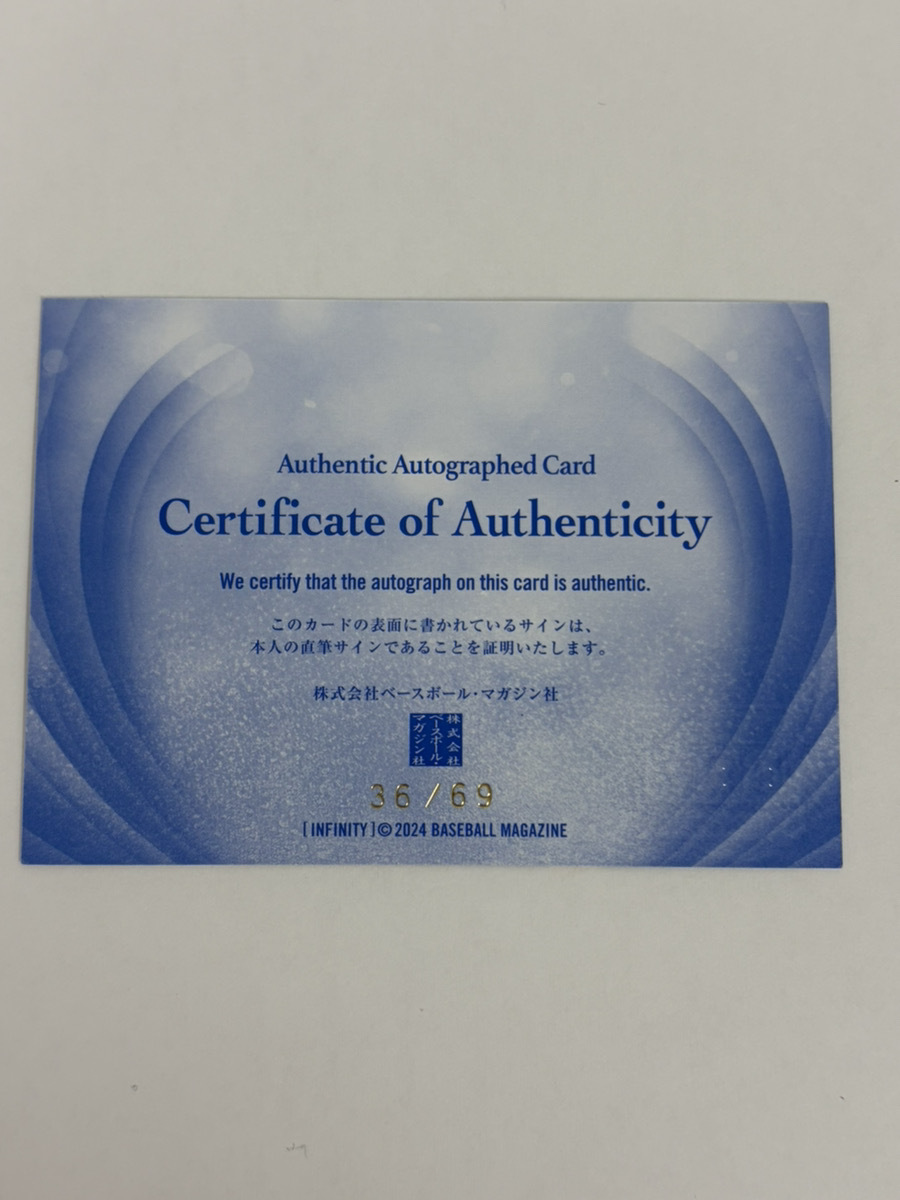 Authentic Autographed Card
Certificate of Authenticity
We certify that the autograph on this card is authentic.
このカードの表面に書かれているサインは、
本人の直筆サインであることを証明いたします。
株式会社ベースボール・マガジン社
株式会社
ベースボール・
マガジン社
36/69
[INFINITY]©2024 BASEBALL MAGAZINE